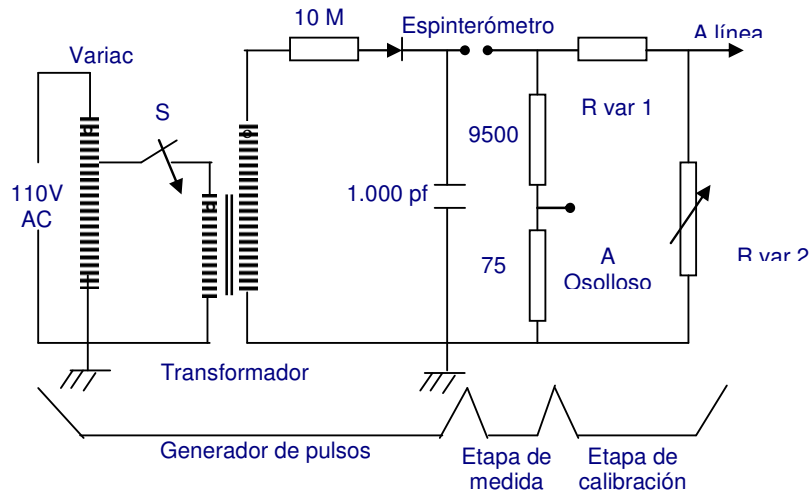 10 M
Espinterómetro
A línea
Variac
S
R var 1
9500
110V
AC
1.000 pf
75
A
Osolloso
R var 2
Transformador
Generador de pulsos
Etapa de
medida
Etapa de
calibración